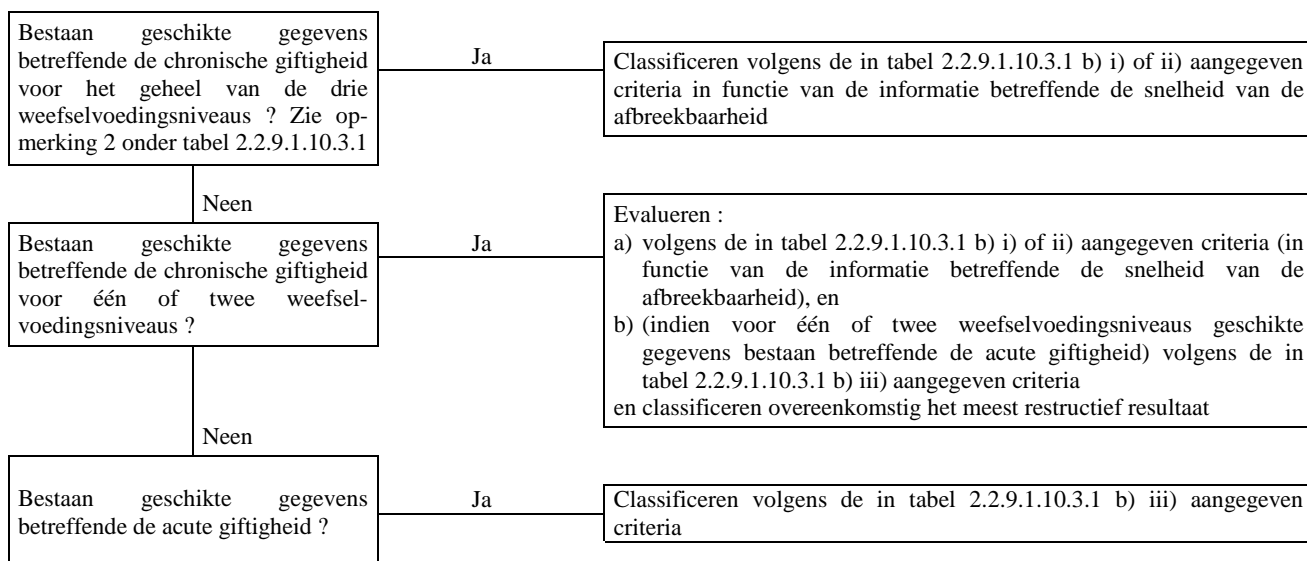 Bestaan geschikte gegevens
betreffende de chronische giftigheid
voor het geheel van de drie
weefselvoedingsniveaus ? Zie op-
merking 2 onder tabel 2.2.9.1.10.3.1
Ja
Classificeren volgens de in tabel 2.2.9.1.10.3.1 b) i) of ii) aangegeven
criteria in functie van de informatie betreffende de snelheid van de
afbreekbaarheid
Neen
Bestaan geschikte gegevens
betreffende de chronische giftigheid
voor één of twee weefsel-
voedingsniveaus ?
Ja
Evalueren :
a) volgens de in tabel 2.2.9.1.10.3.1 b) i) of ii) aangegeven criteria (in
functie van de informatie betreffende de snelheid van de
afbreekbaarheid), en
b) (indien voor één of twee weefselvoedingsniveaus geschikte
gegevens bestaan betreffende de acute giftigheid) volgens de in
tabel 2.2.9.1.10.3.1 b) iii) aangegeven criteria
en classificeren overeenkomstig het meest restructief resultaat
Neen
Bestaan geschikte gegevens
betreffende de acute giftigheid ?
Ja
Classificeren volgens de in tabel 2.2.9.1.10.3.1 b) iii) aangegeven
criteria